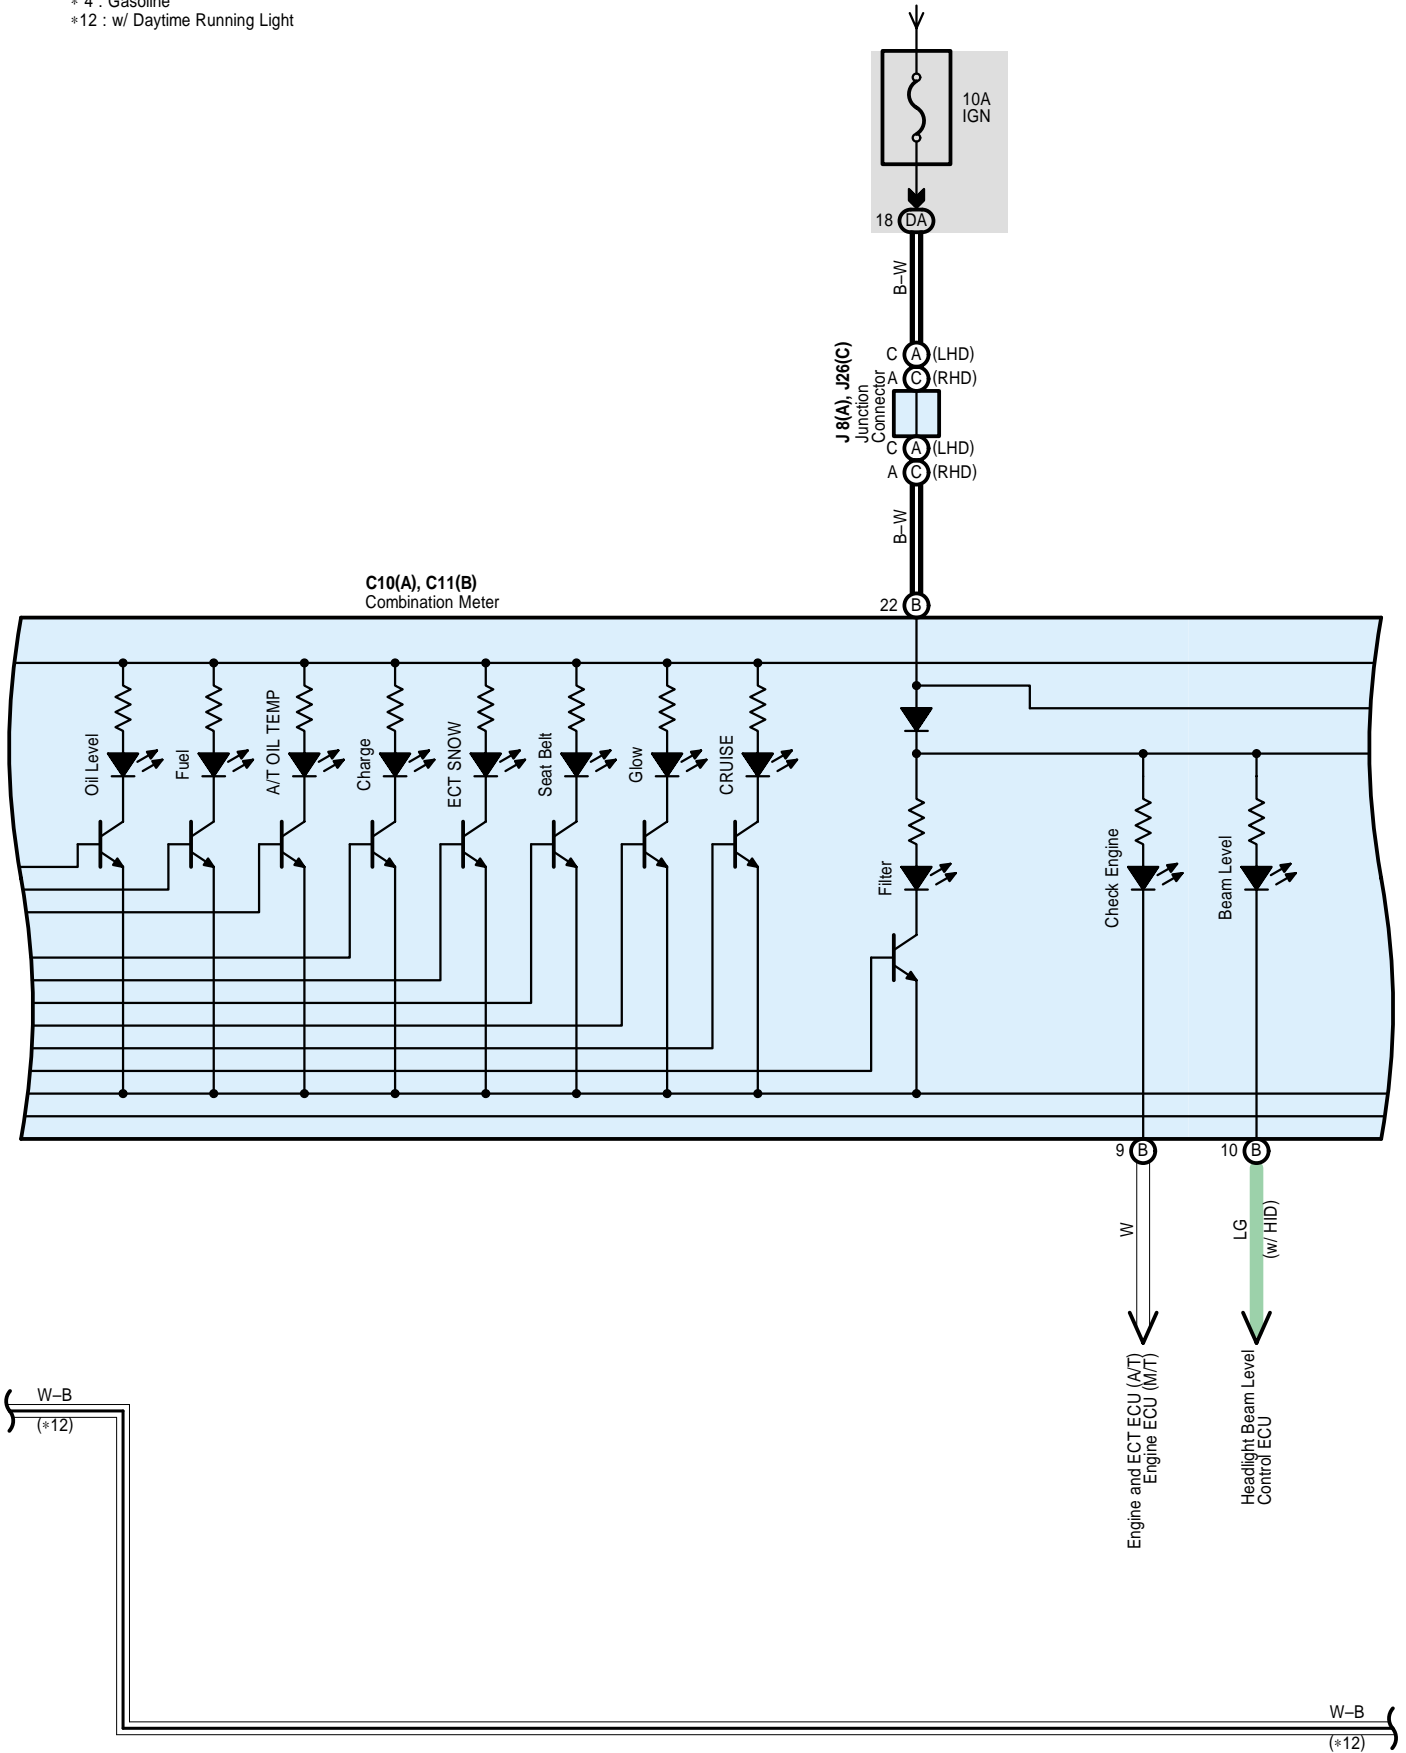 * 4 : Gasoline
*12 : w/ Daytime Running Light
10A
IGN
18 DA
B–W
J 8(A), J26(C)
Junction
Connector
C A (LHD)
A C (RHD)
C A (LHD)
A C (RHD)
B–W
C10(A), C11(B)
Combination Meter
22 B
Oil Level
Fuel
A/T OIL TEMP
Charge
ECT SNOW
Seat Belt
Glow
CRUISE
Filter
Check Engine
Beam Level
9 B
10 B
W
LG
(w/ HID)
Engine and ECT ECU (A/T)
Engine ECU (M/T)
Headlight Beam Level
Control ECU
W–B
(*12)
W–B
(*12)